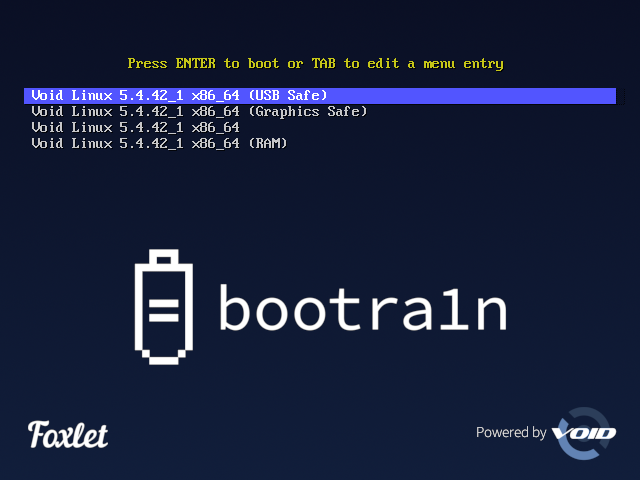 Press ENTER to boot or TAB to edit a menu entry
Void Linux 5.4.42_1 x86_64 (USB Safe)
Void Linux 5.4.42_1 x86_64 (Graphics Safe)
Void Linux 5.4.42_1 x86_64
Void Linux 5.4.42_1 x86_64 (RAM)
bootra1n
Foxlet
Powered by VOID